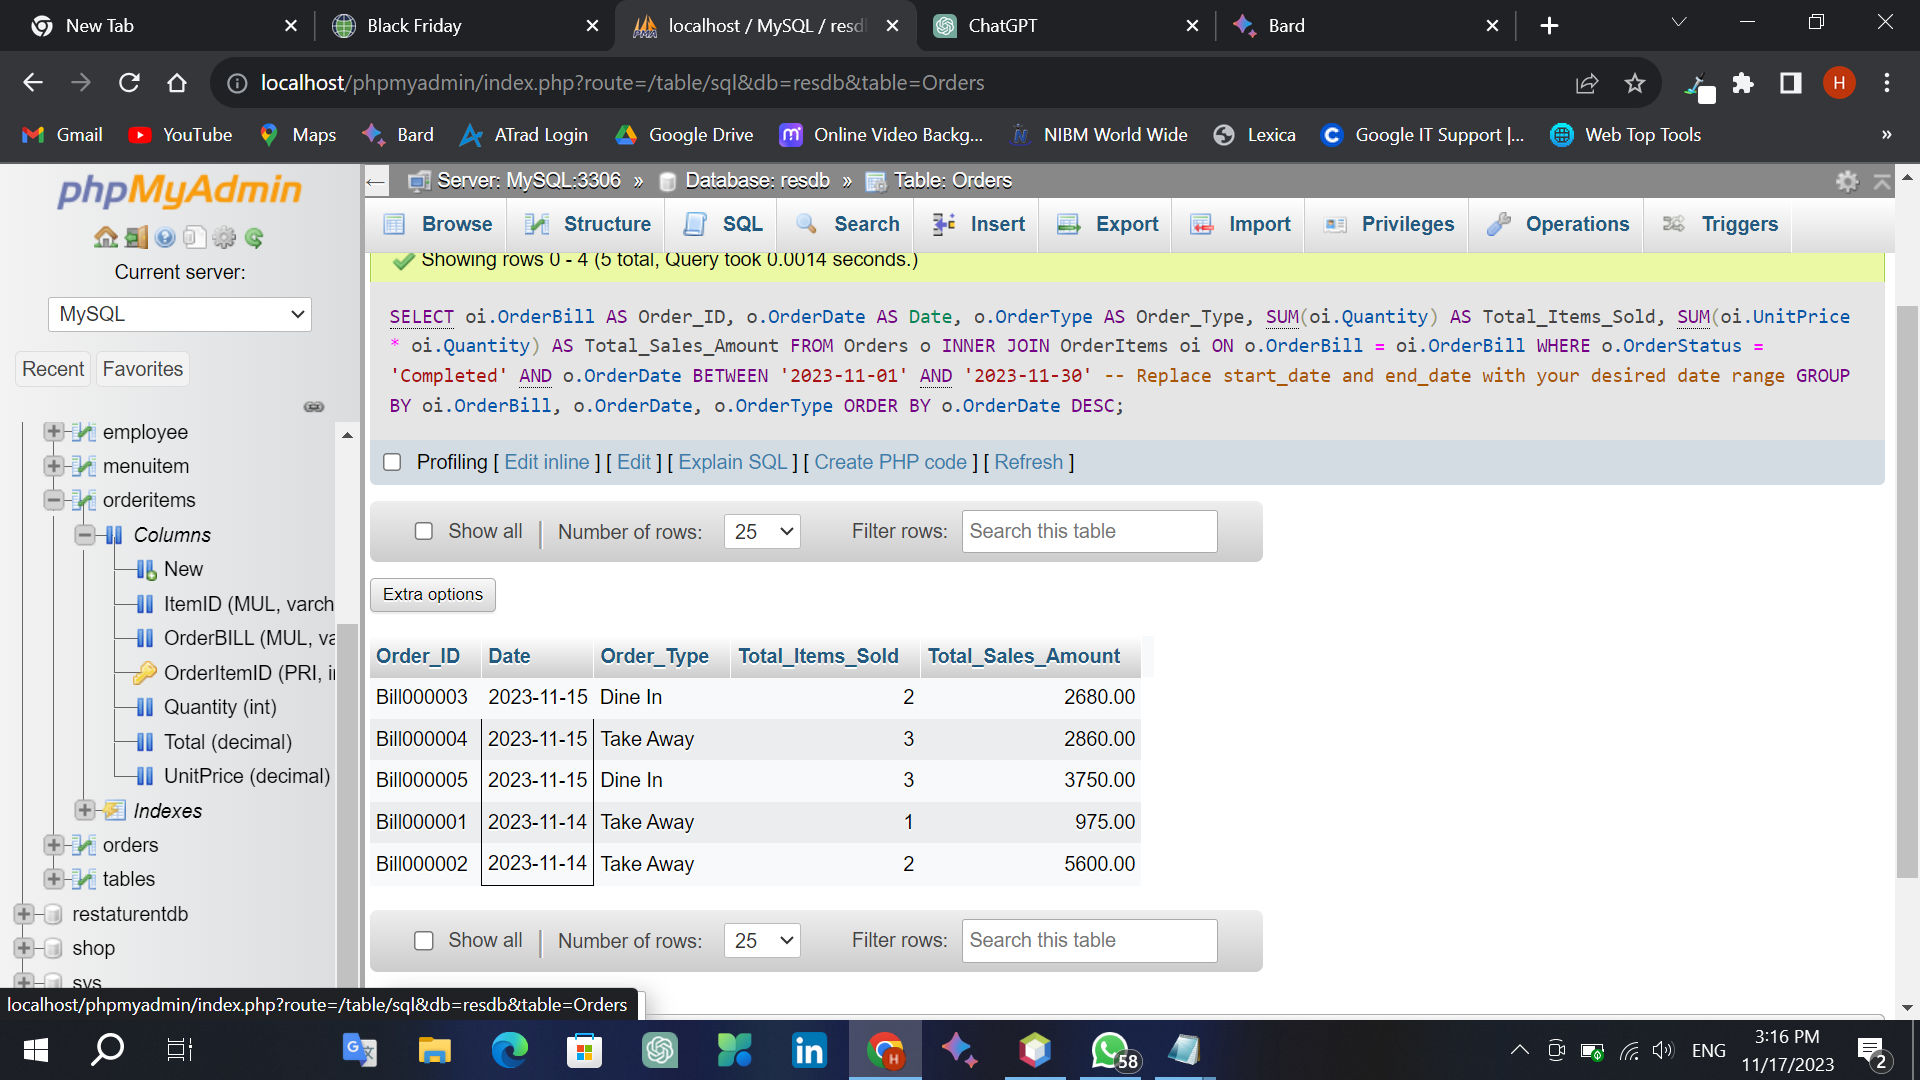 New Tab
Black Friday
localhost / MySQL / resdb
ChatGPT
Bard
localhost/phpmyadmin/index.php?route=/table/sql&db=resdb&table=Orders
H
Gmail
YouTube
Maps
Bard
ATrad Login
Google Drive
Online Video Backg...
NIBM World Wide
Lexica
Google IT Support |...
Web Top Tools
»
phpMyAdmin
Current server:
MySQL
Recent
Favorites
employee
menuitem
orderitems
Columns
New
ItemID (MUL, varch
OrderBILL (MUL, va
OrderItemID (PRI, i
Quantity (int)
Total (decimal)
UnitPrice (decimal)
Indexes
orders
tables
restaturentdb
shop
sys
Server: MySQL:3306 » Database: resdb » Table: Orders
Browse
Structure
SQL
Search
Insert
Export
Import
Privileges
Operations
Triggers
Showing rows 0 - 4 (5 total, Query took 0.0014 seconds.)
SELECT oi.OrderBill AS Order_ID, o.OrderDate AS Date, o.OrderType AS Order_Type, SUM(oi.Quantity) AS Total_Items_Sold, SUM(oi.UnitPrice
* oi.Quantity) AS Total_Sales_Amount FROM Orders o INNER JOIN OrderItems oi ON o.OrderBill = oi.OrderBill WHERE o.OrderStatus =
'Completed' AND o.OrderDate BETWEEN '2023-11-01' AND '2023-11-30' -- Replace start_date and end_date with your desired date range GROUP
BY oi.OrderBill, o.OrderDate, o.OrderType ORDER BY o.OrderDate DESC;
Profiling [ Edit inline ] [ Edit ] [ Explain SQL ] [ Create PHP code ] [ Refresh ]
Show all | Number of rows: 25 Filter rows: Search this table
Extra options
Order_ID Date Order_Type Total_Items_Sold Total_Sales_Amount
Bill000003 2023-11-15 Dine In 2 2680.00
Bill000004 2023-11-15 Take Away 3 2860.00
Bill000005 2023-11-15 Dine In 3 3750.00
Bill000001 2023-11-14 Take Away 1 975.00
Bill000002 2023-11-14 Take Away 2 5600.00
Show all | Number of rows: 25 Filter rows: Search this table
localhost/phpmyadmin/index.php?route=/table/sql&db=resdb&table=Orders
58
ENG
3:16 PM
11/17/2023
2